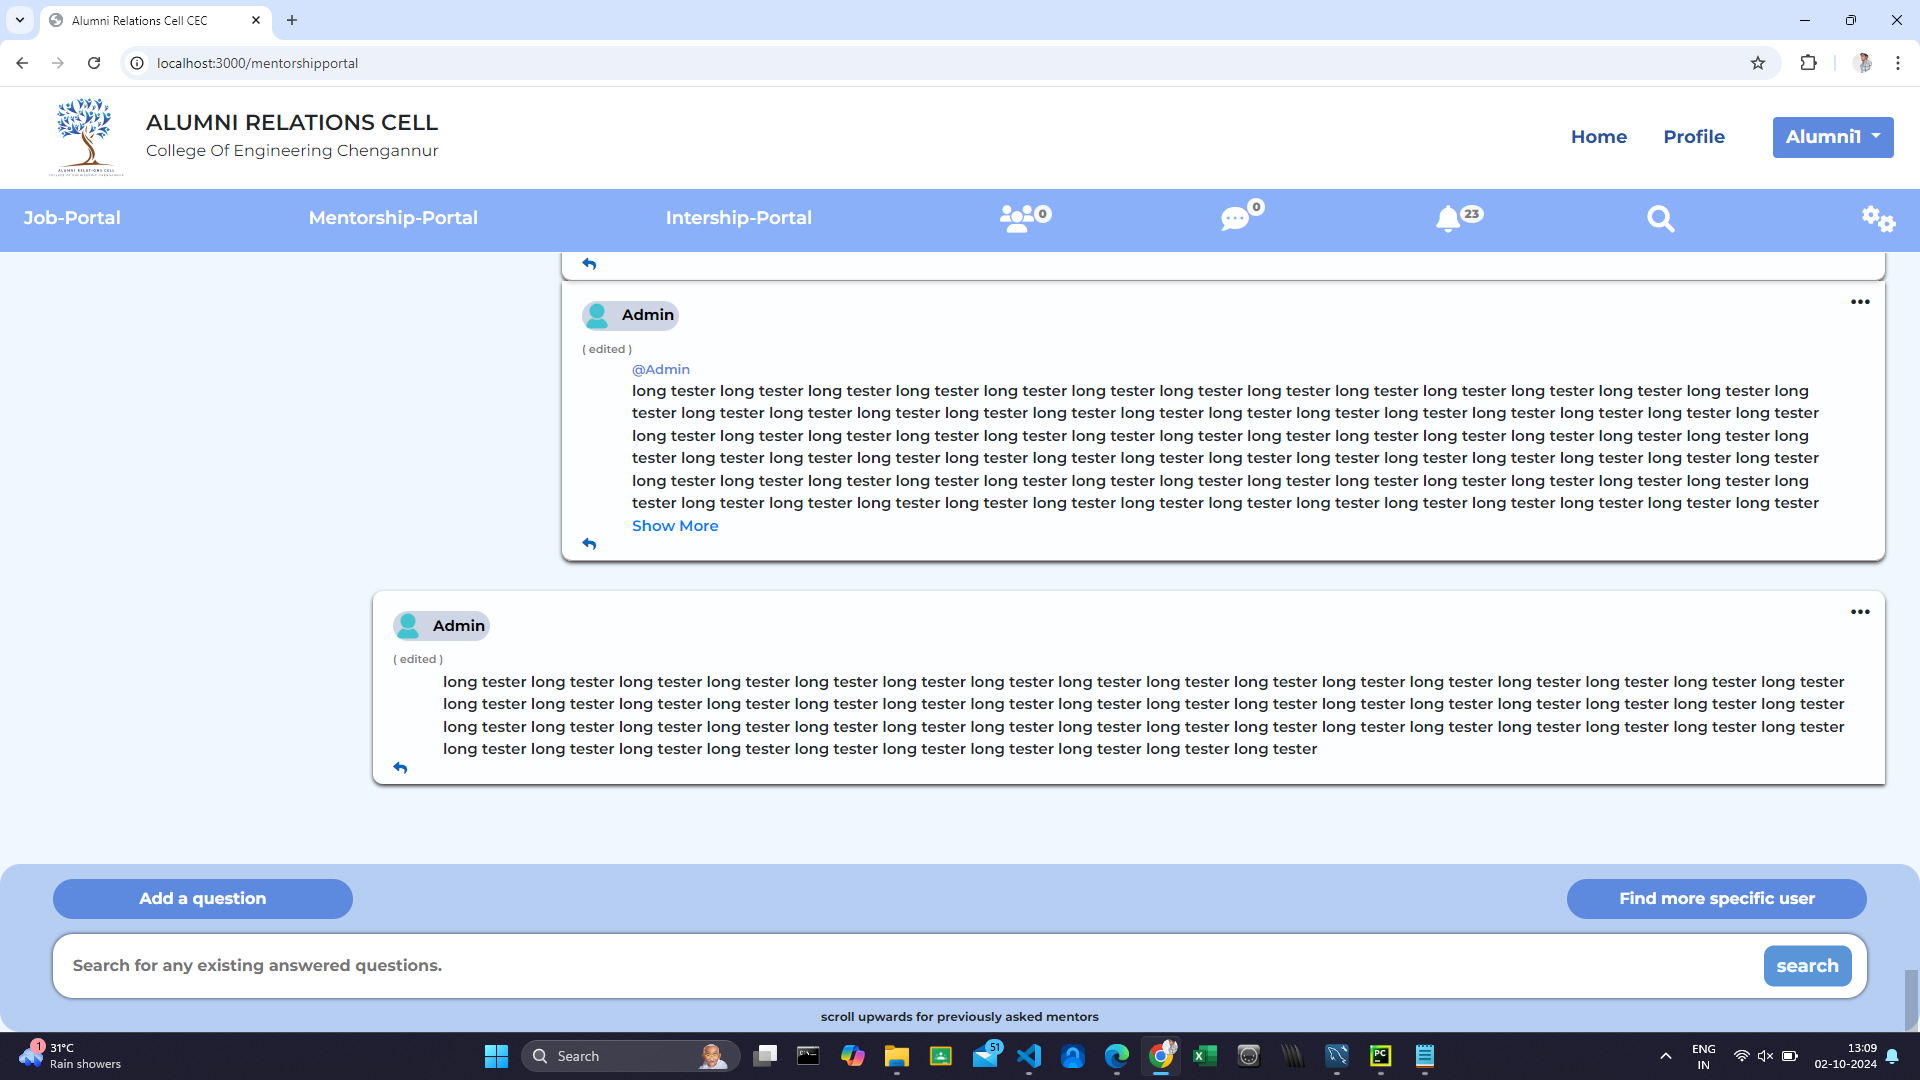 Alumni Relations Cell CEC
localhost:3000/mentorshipportal
ALUMNI RELATIONS CELL
College Of Engineering Chengannur
ALUMNI RELATIONS CELL
Home
Profile
Alumni1
Job-Portal
Mentorship-Portal
Intership-Portal
0
0
23
Admin
( edited )
@Admin
long tester long tester long tester long tester long tester long tester long tester long tester long tester long tester long tester long tester long tester long
tester long tester long tester long tester long tester long tester long tester long tester long tester long tester long tester long tester long tester long tester
long tester long tester long tester long tester long tester long tester long tester long tester long tester long tester long tester long tester long tester long
tester long tester long tester long tester long tester long tester long tester long tester long tester long tester long tester long tester long tester long tester
long tester long tester long tester long tester long tester long tester long tester long tester long tester long tester long tester long tester long tester long
tester long tester long tester long tester long tester long tester long tester long tester long tester long tester long tester long tester long tester long tester
Show More
Admin
( edited )
long tester long tester long tester long tester long tester long tester long tester long tester long tester long tester long tester long tester long tester long tester long tester long tester
long tester long tester long tester long tester long tester long tester long tester long tester long tester long tester long tester long tester long tester long tester long tester long tester
long tester long tester long tester long tester long tester long tester long tester long tester long tester long tester long tester long tester long tester long tester long tester long tester
long tester long tester long tester long tester long tester long tester long tester long tester long tester long tester
Add a question
Find more specific user
Search for any existing answered questions.
search
scroll upwards for previously asked mentors
1
31°C
Rain showers
Search
51
PC
ENG
IN
13:09
02-10-2024